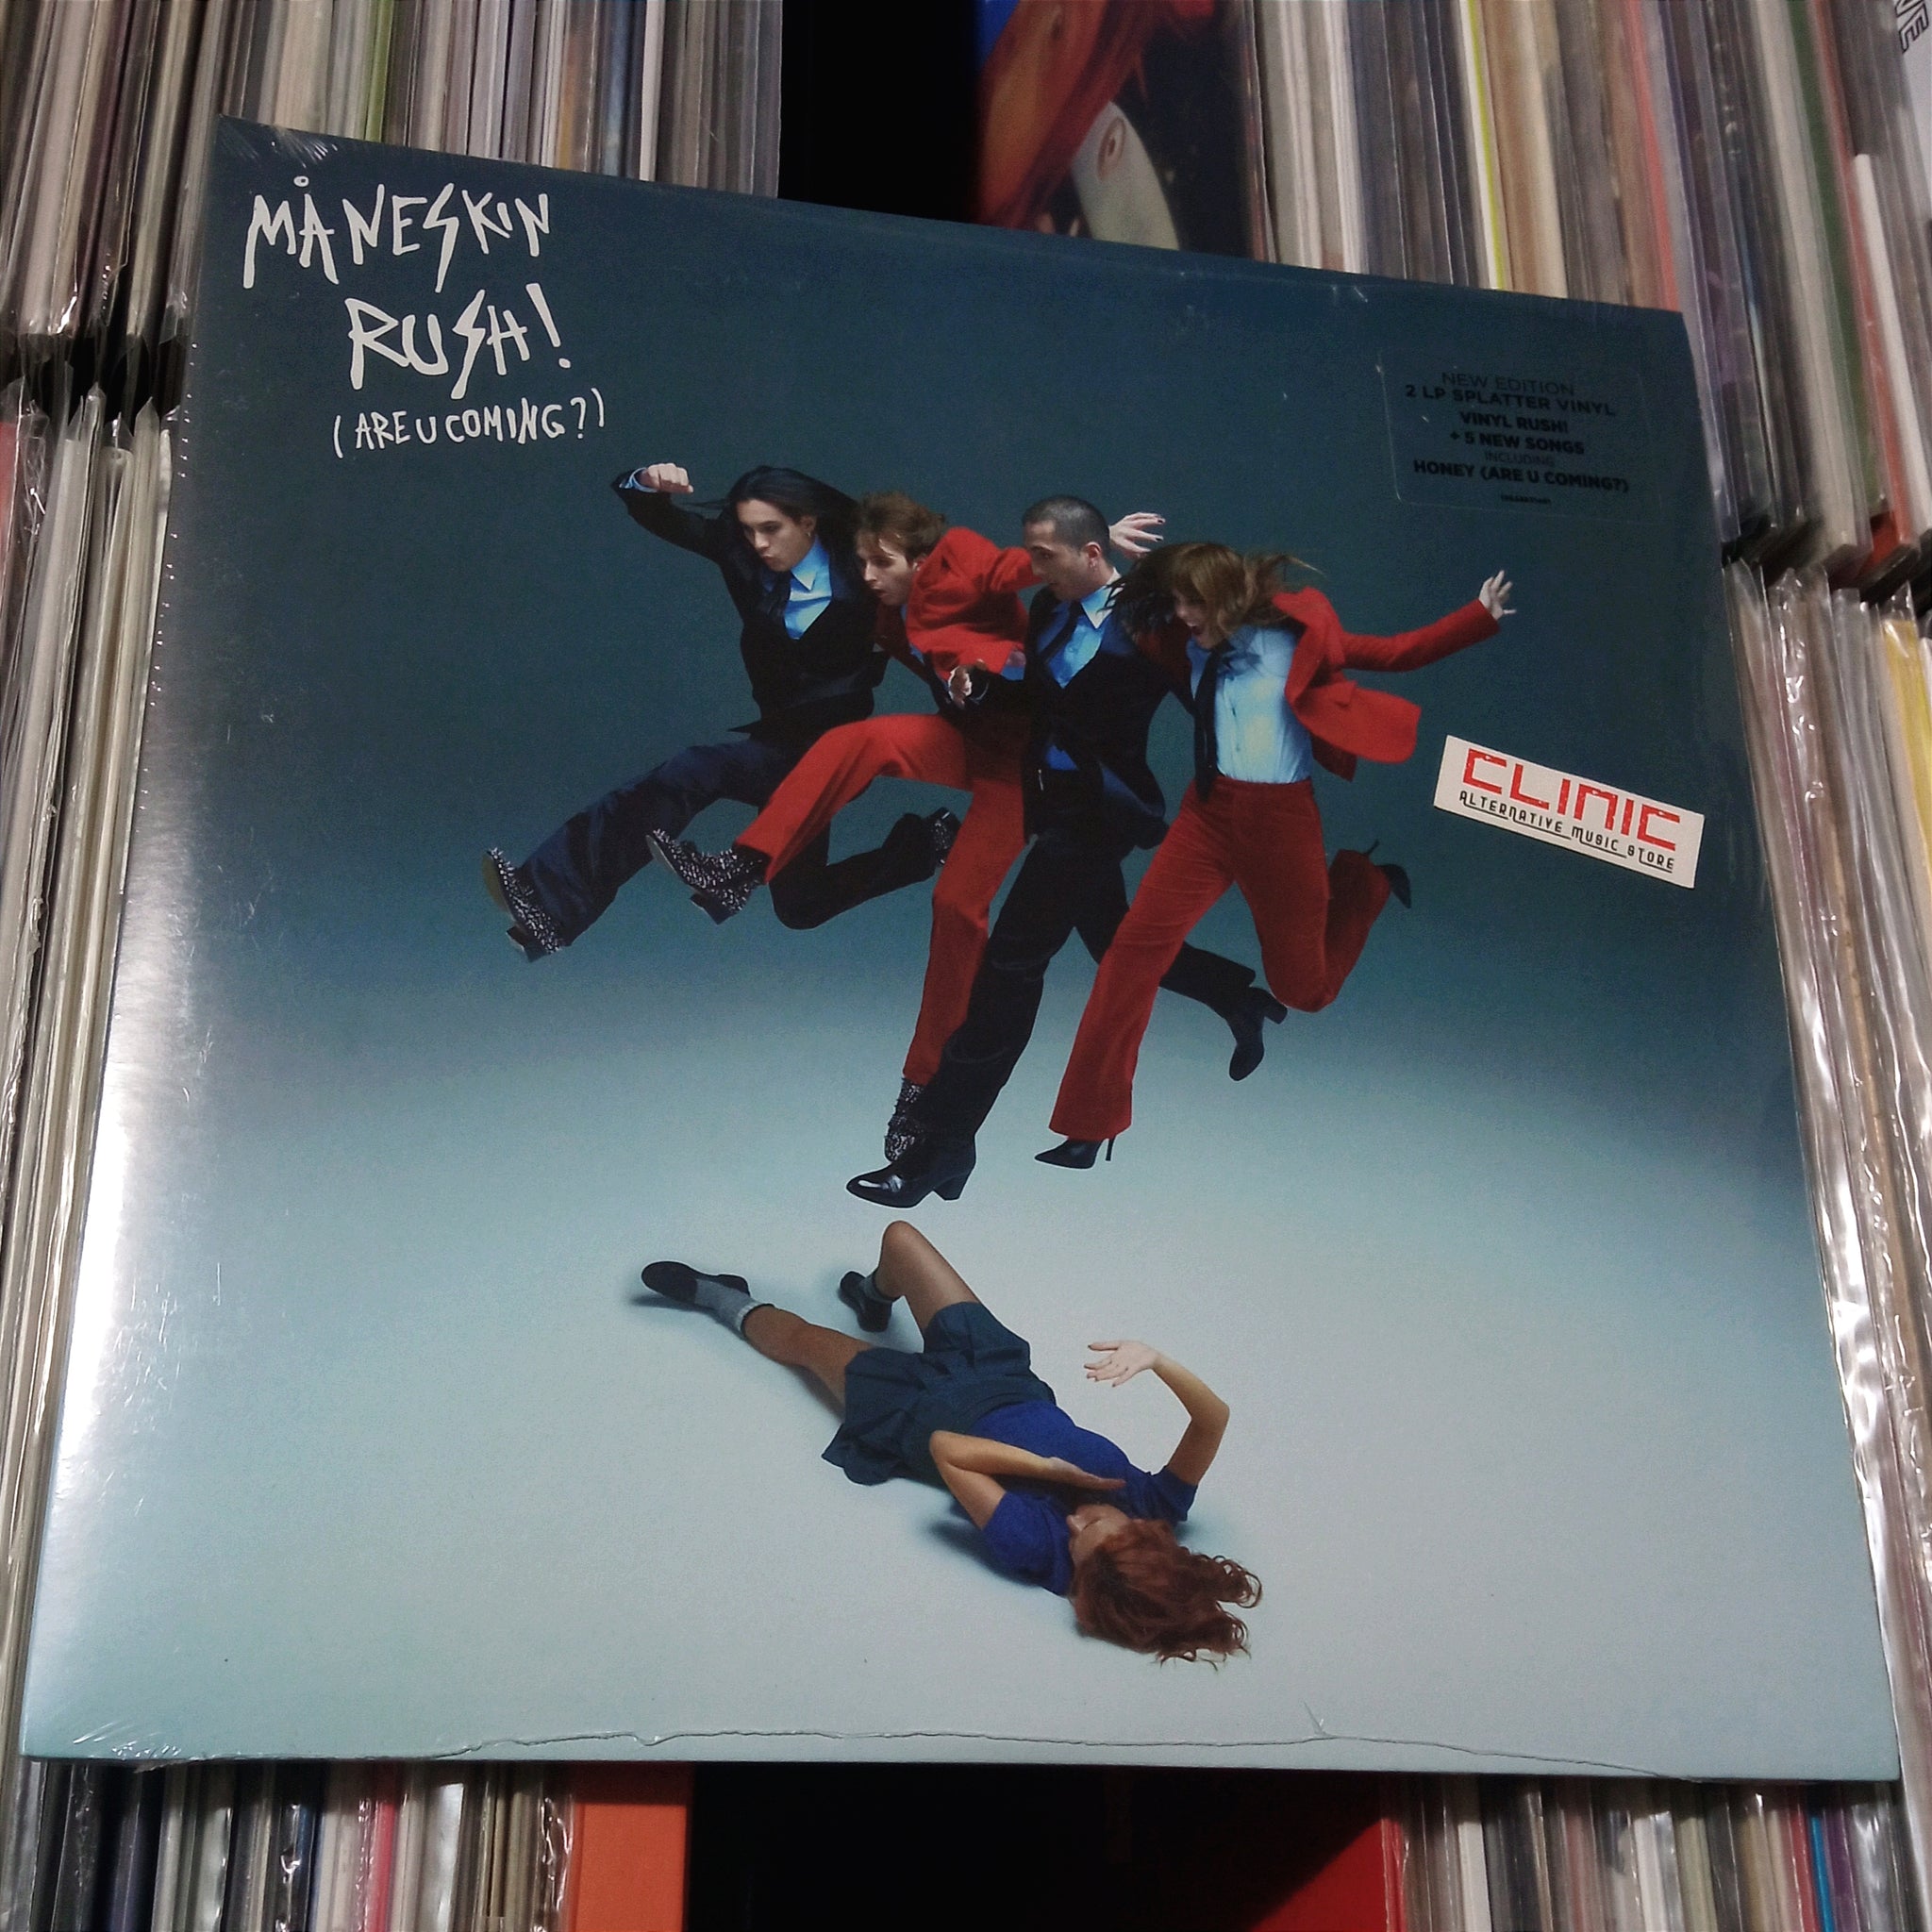 MÅNESKIN
RUSH!
(ARE U COMING?)
NEW EDITION
2 LP SPLATTER VINYL
VINYL RUSH!
+ 5 NEW SONGS
INCLUDING
HONEY (ARE U COMING?)
CLINIC
ALTERNATIVE MUSIC STORE